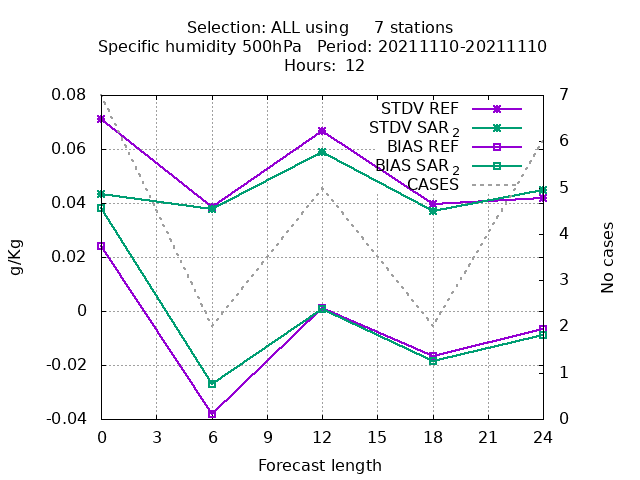 Selection: ALL using     7 stations
Specific humidity 500hPa   Period: 20211110-20211110
Hours:  12
STDV REF
STDV SAR 2
BIAS REF
BIAS SAR 2
CASES
0.08
0.06
0.04
0.02
0
-0.02
-0.04
g/Kg
7
6
5
4
3
2
1
0
No cases
0 3 6 9 12 15 18 21 24
Forecast length